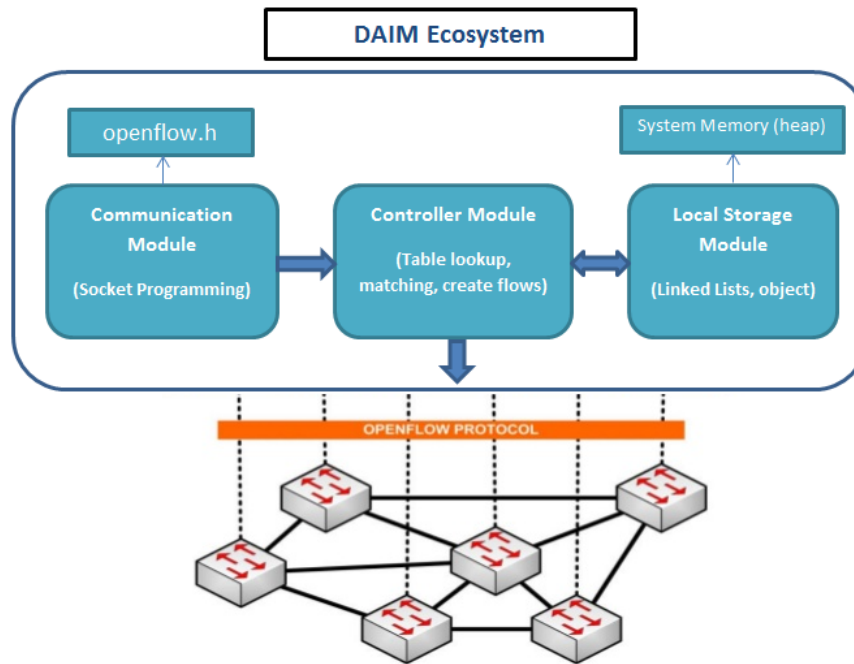 DAIM Ecosystem
openflow.h
System Memory (heap)
Communication
Module
(Socket Programming)
Controller Module
(Table lookup,
matching, create flows)
Local Storage
Module
(Linked Lists, object)
OPENFLOW PROTOCOL